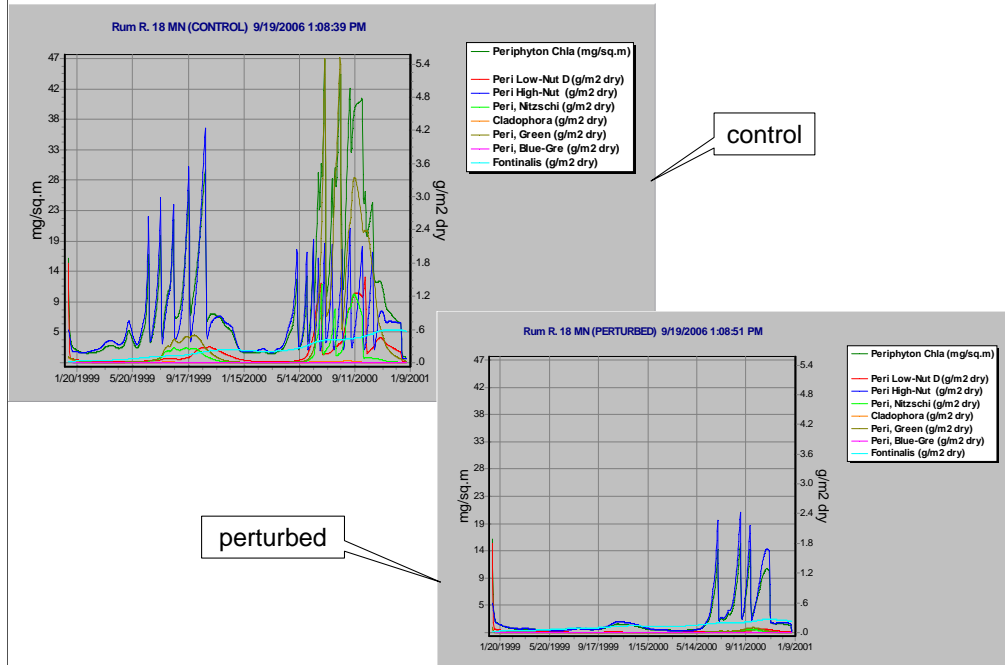 Rum R. 18 MN (CONTROL) 9/19/2006 1:08:39 PM
47
42
38
33
28
23
19
14
9
5
mg/sq.m
5.4
4.8
4.2
3.6
3.0
2.4
1.8
1.2
.6
.0
g/m2 dry
1/20/1999 5/20/1999 9/17/1999 1/15/2000 5/14/2000 9/11/2000 1/9/2001
Periphyton Chla (mg/sq.m)
Peri Low-Nut D (g/m2 dry)
Peri High-Nut (g/m2 dry)
Peri, Nitzschi (g/m2 dry)
Cladophora (g/m2 dry)
Peri, Green (g/m2 dry)
Peri, Blue-Gre (g/m2 dry)
Fontinalis (g/m2 dry)
control
Rum R. 18 MN (PERTURBED) 9/19/2006 1:08:51 PM
47
42
38
33
28
23
19
14
9
5
mg/sq.m
5.4
4.8
4.2
3.6
3.0
2.4
1.8
1.2
.6
.0
g/m2 dry
1/20/1999 5/20/1999 9/17/1999 1/15/2000 5/14/2000 9/11/2000 1/9/2001
Periphyton Chla (mg/sq.m)
Peri Low-Nut D (g/m2 dry)
Peri High-Nut (g/m2 dry)
Peri, Nitzschi (g/m2 dry)
Cladophora (g/m2 dry)
Peri, Green (g/m2 dry)
Peri, Blue-Gre (g/m2 dry)
Fontinalis (g/m2 dry)
perturbed